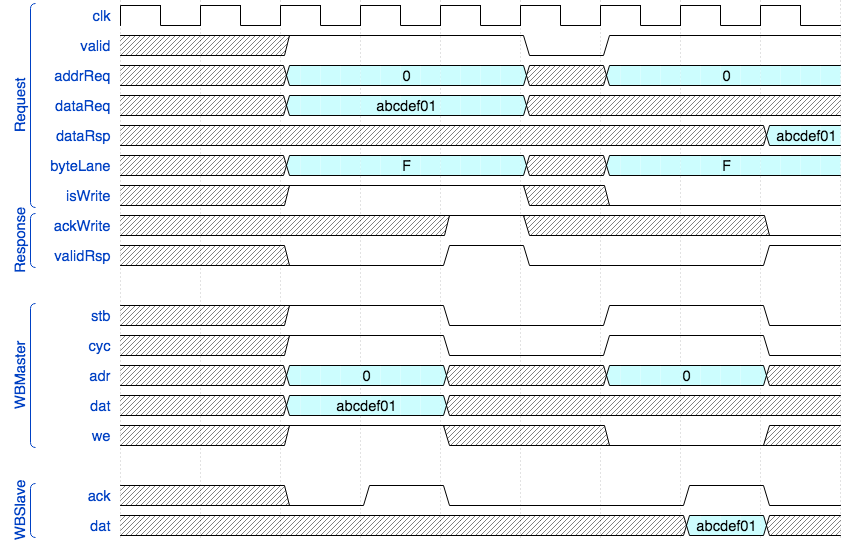 Request
clk
valid
addrReq 0 0
dataReq abcdef01
dataRsp abcdef01
byteLane F F
isWrite
Response
ackWrite
validRsp
WBMaster
stb
cyc
adr 0 0
dat abcdef01
we
WBSlave
ack
dat abcdef01